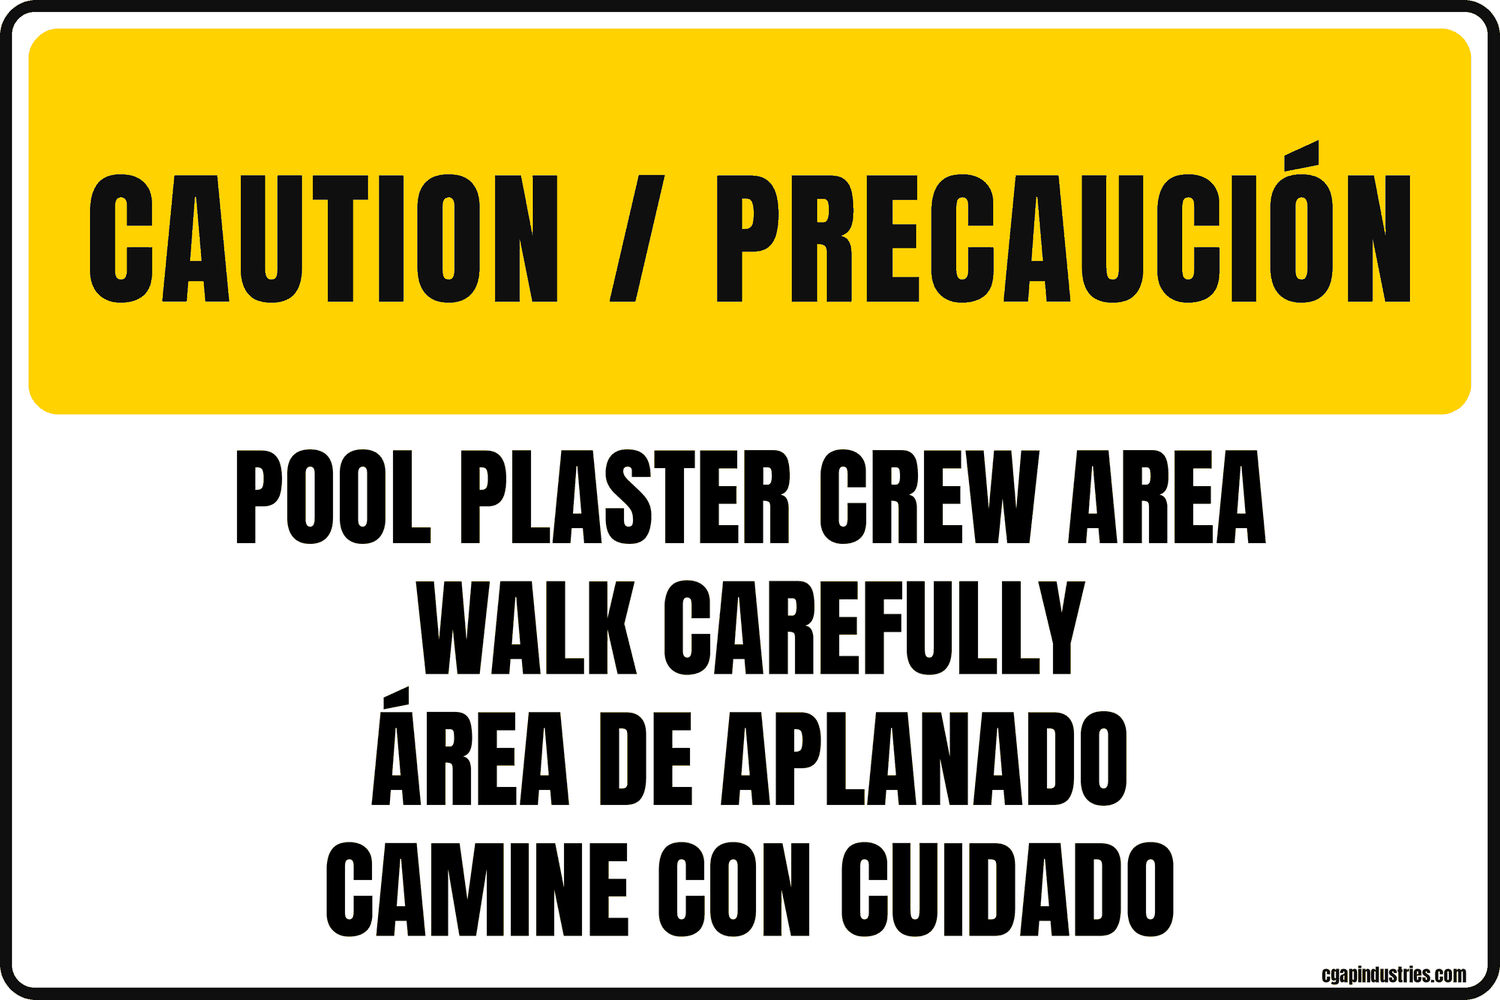 CAUTION / PRECAUCIÓN
POOL PLASTER CREW AREA
WALK CAREFULLY
ÁREA DE APLANADO
CAMINE CON CUIDADO
cgapindustries.com